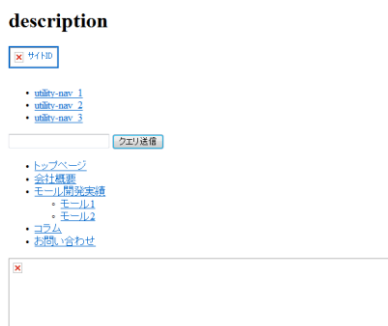 description
サイトID
utility-nav_1
utility-nav_2
utility-nav_3
クエリ送信
トップページ
会社概要
モール開発実績
モール1
モール2
コラム
お問い合わせ